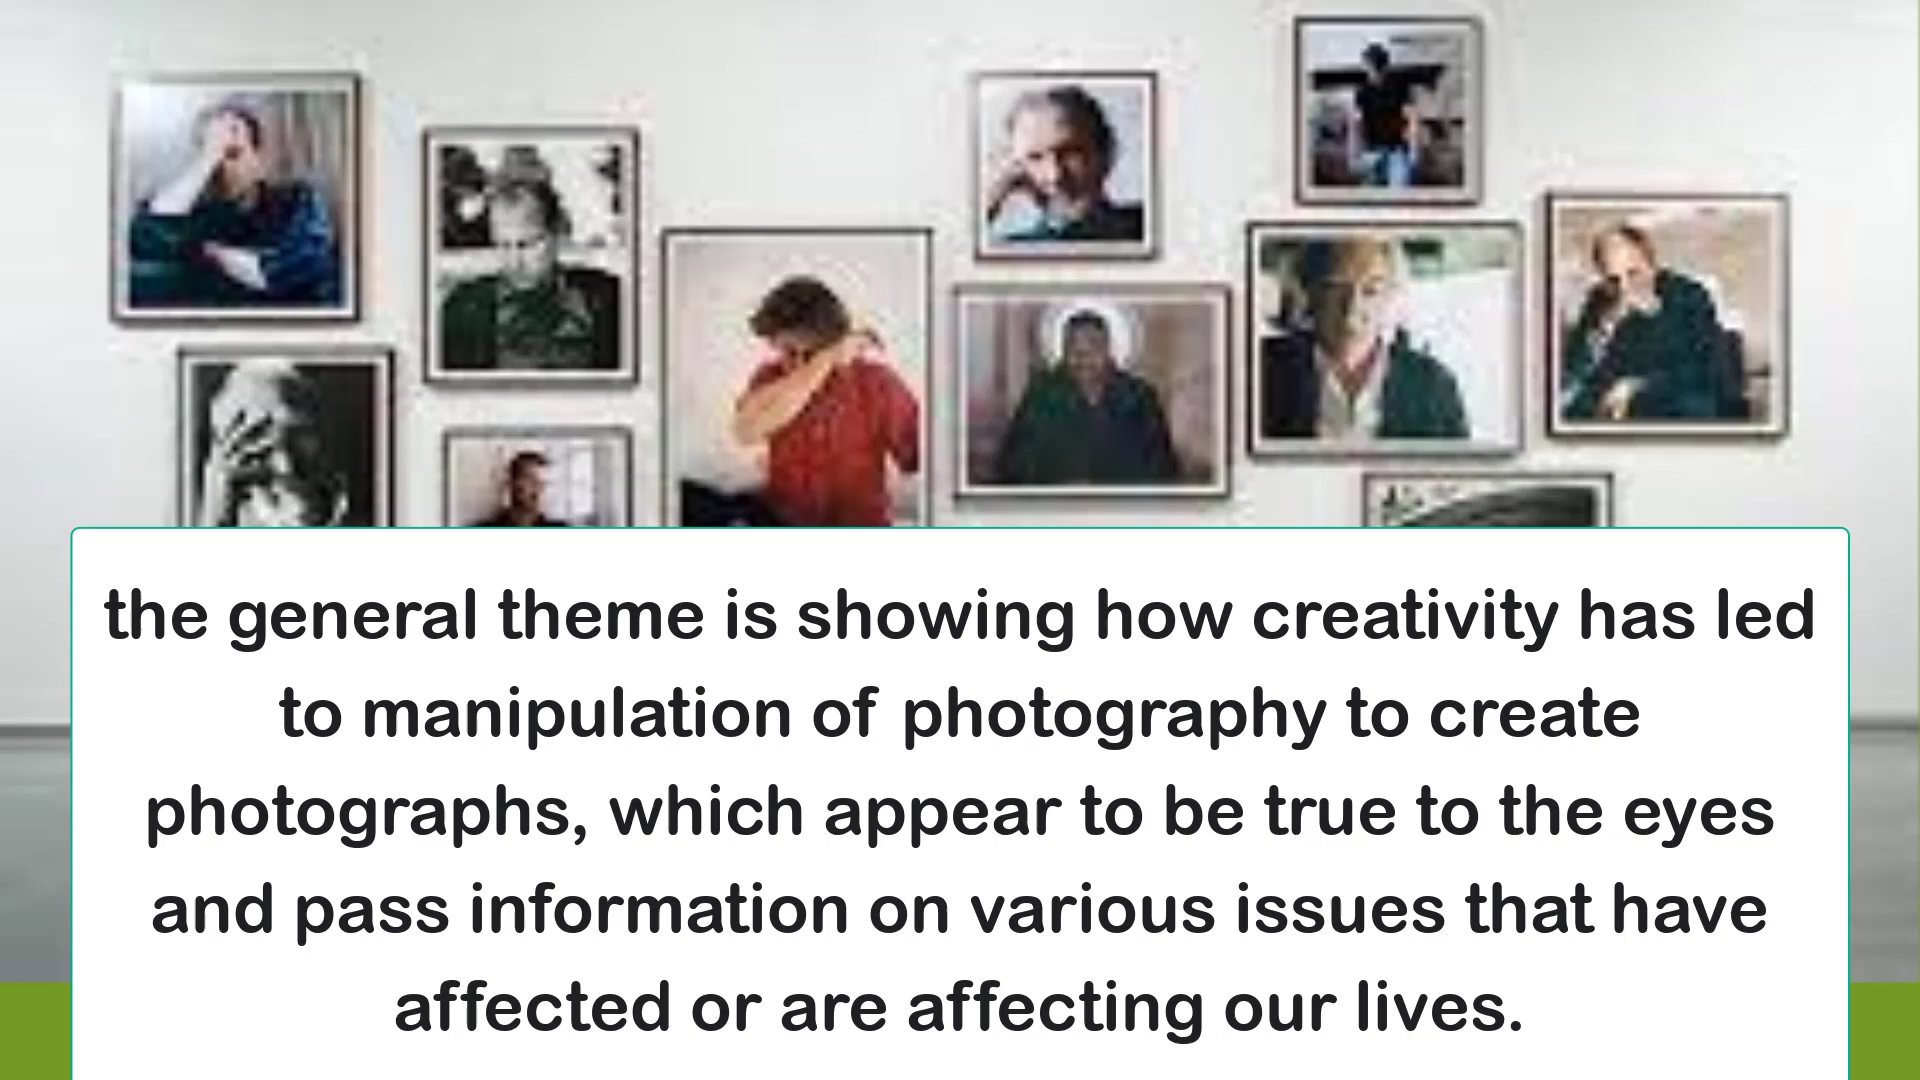 the general theme is showing how creativity has led
to manipulation of photography to create
photographs, which appear to be true to the eyes
and pass information on various issues that have
affected or are affecting our lives.